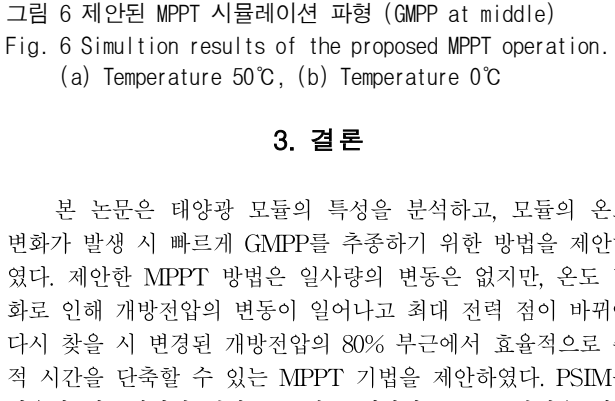 그림 6 제안된 MPPT 시뮬레이션 파형 (GMPP at middle)
Fig. 6 Simultion results of the proposed MPPT operation.
(a) Temperature 50℃, (b) Temperature 0℃
3. 결론
본 논문은 태양광 모듈의 특성을 분석하고, 모듈의
변화가 발생 시 빠르게 GMPP를 추종하기 위한 방법을
였다. 제안한 MPPT 방법은 일사량의 변동은 없지만, 온도
화로 인해 개방전압의 변동이 일어나고 최대 전력 점이
다시 찾을 시 변경된 개방전압의 80% 부근에서 효율적으로
적 시간을 단축할 수 있는 MPPT 기법을 제안하였다.